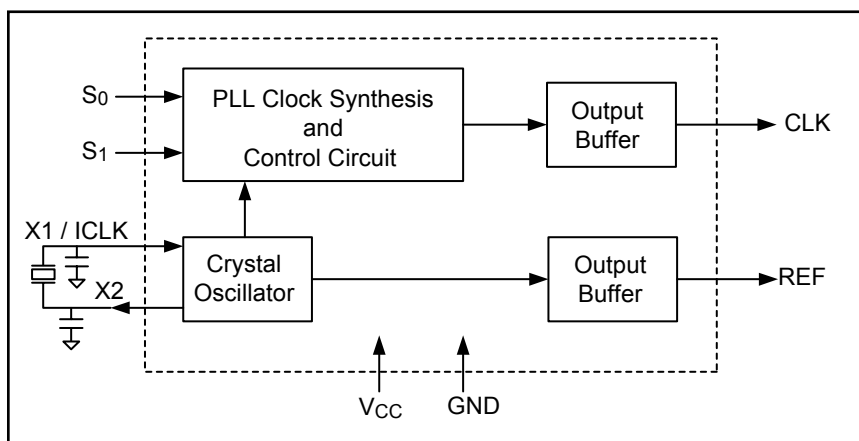 S0
S1
PLL Clock Synthesis
and
Control Circuit
Output
Buffer
CLK
X1 / ICLK
X2
Crystal
Oscillator
Output
Buffer
REF
VCC
GND